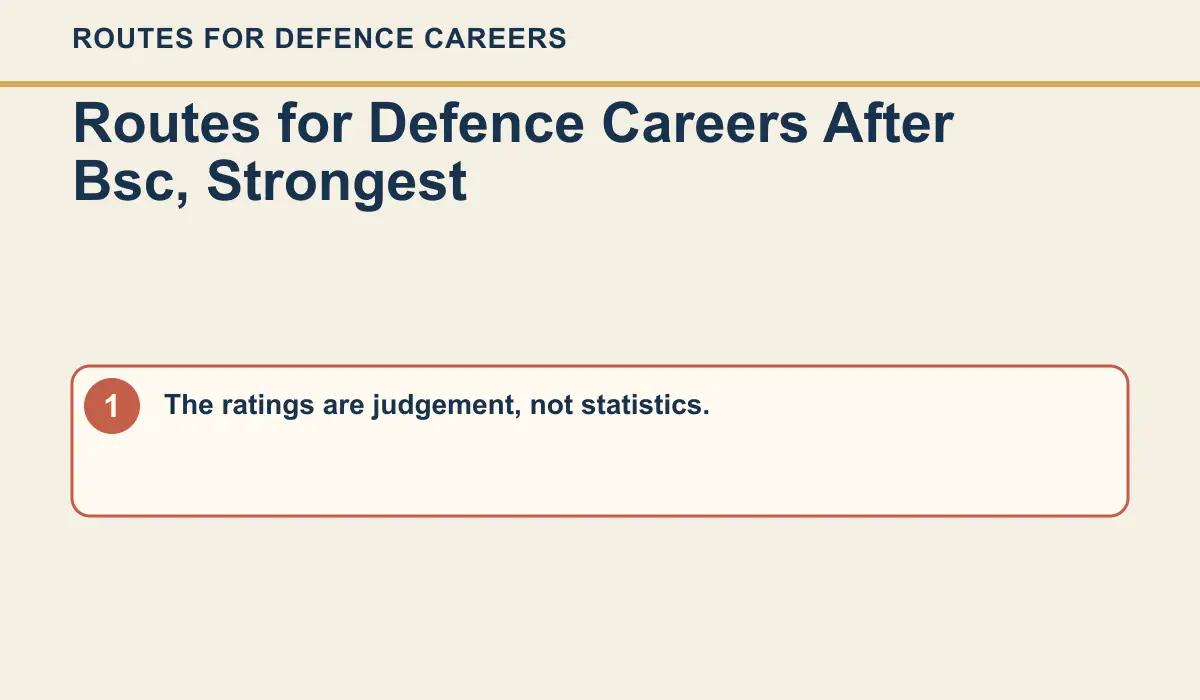 ROUTES FOR DEFENCE CAREERS
Routes for Defence Careers After
Bsc, Strongest
1 The ratings are judgement, not statistics.